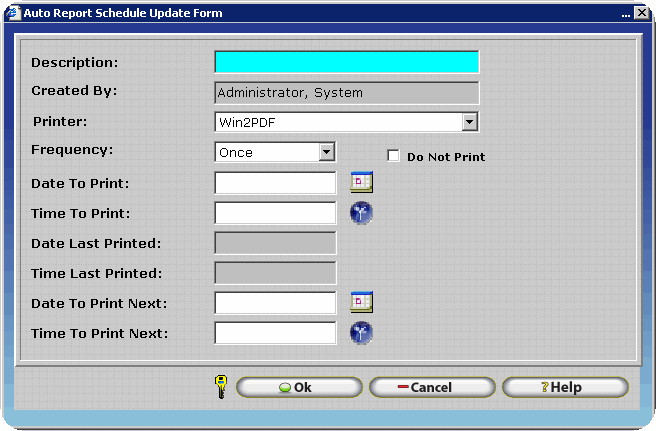 Auto Report Schedule Update Form
Description:
Created By: Administrator, System
Printer: Win2PDF
Frequency: Once Do Not Print
Date To Print:
Time To Print:
Date Last Printed:
Time Last Printed:
Date To Print Next:
Time To Print Next:
Ok Cancel ?Help